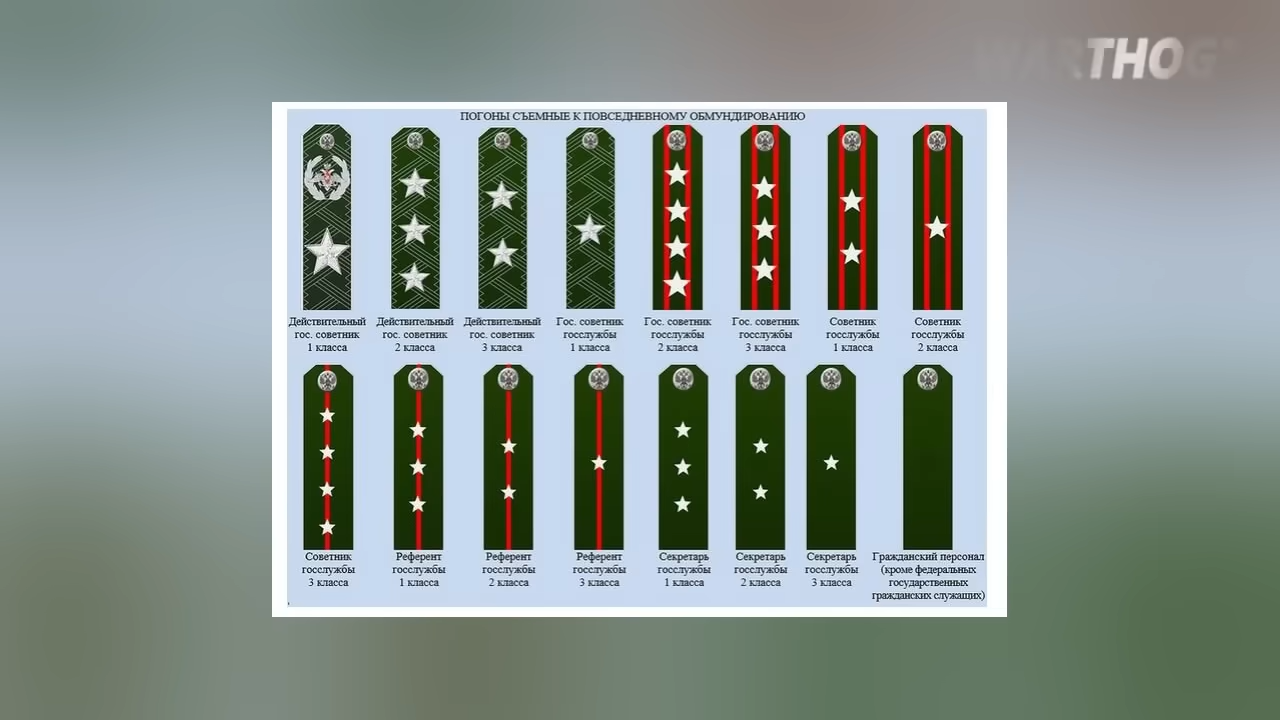 WARTHOG
ПОГОНЫ СЪЕМНЫЕ К ПОВСЕДНЕВНОМУ ОБМУНДИРОВАНИЮ
Действительный гос. советник 1 класса
Действительный гос. советник 2 класса
Действительный гос. советник 3 класса
Гос. советник госслужбы 1 класса
Гос. советник госслужбы 2 класса
Гос. советник госслужбы 3 класса
Советник госслужбы 1 класса
Советник госслужбы 2 класса
Советник госслужбы 3 класса
Референт госслужбы 1 класса
Референт госслужбы 2 класса
Референт госслужбы 3 класса
Секретарь госслужбы 1 класса
Секретарь госслужбы 2 класса
Секретарь госслужбы 3 класса
Гражданский персонал (кроме федеральных государственных гражданских служащих)